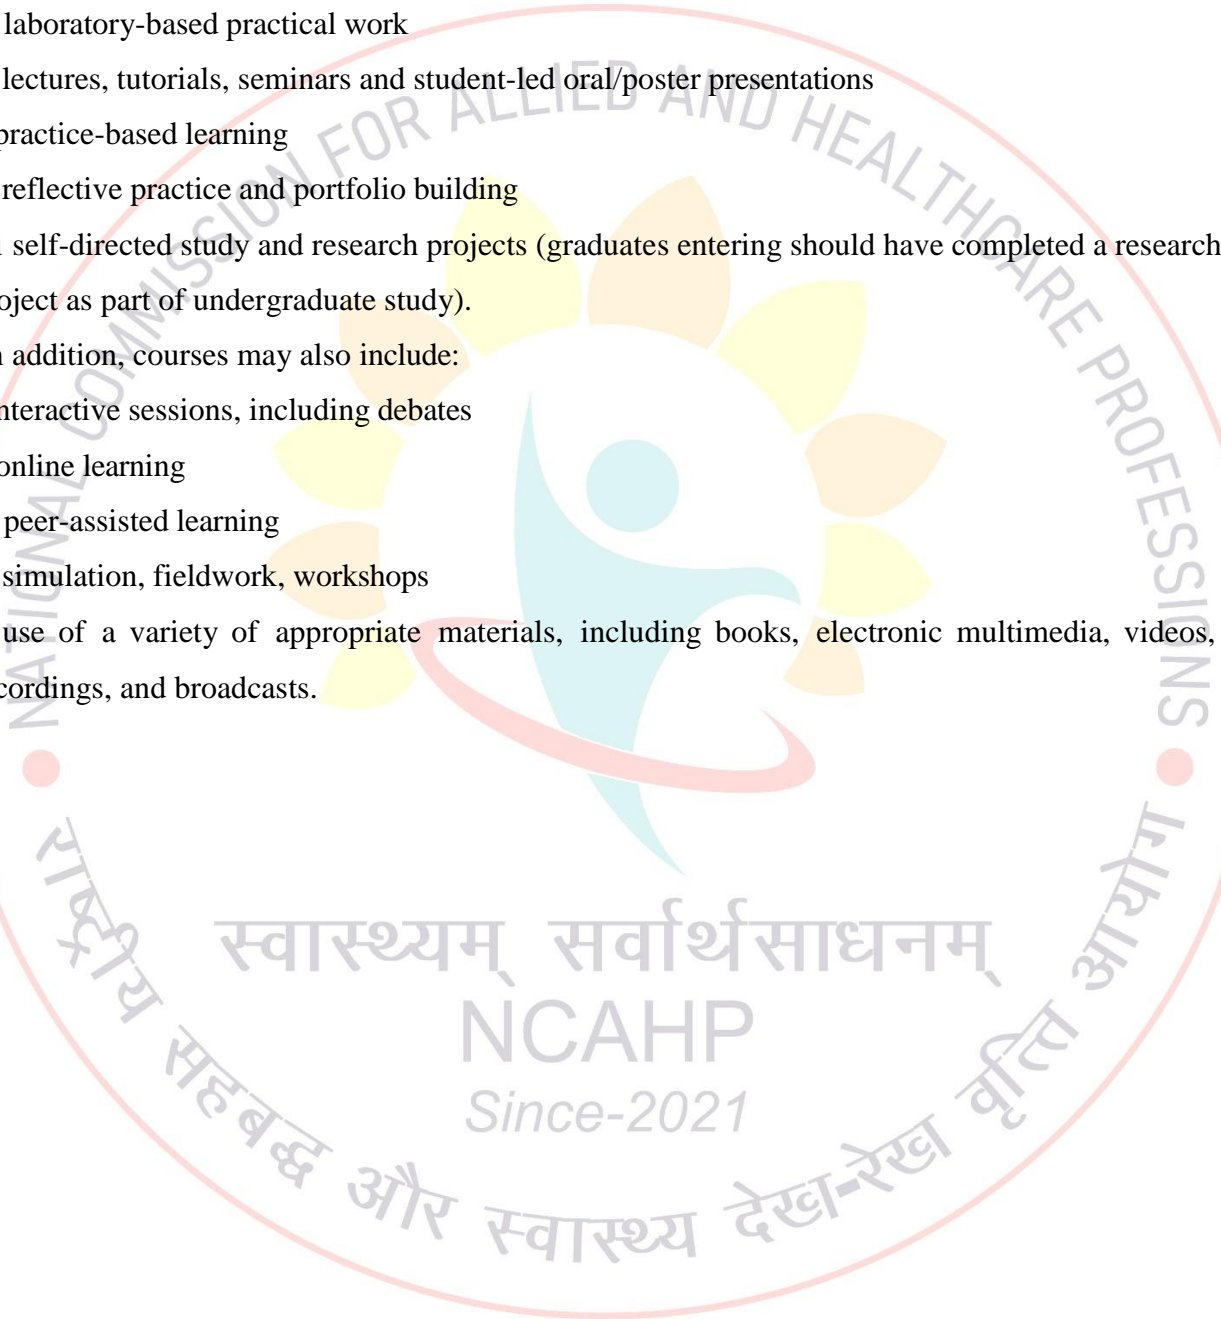 laboratory-based practical work
lectures, tutorials, seminars and student-led oral/poster presentations
practice-based learning
reflective practice and portfolio building
self-directed study and research projects (graduates entering should have completed a research
oject as part of undergraduate study).
addition, courses may also include:
nteractive sessions, including debates
online learning
peer-assisted learning
simulation, fieldwork, workshops
use of a variety of appropriate materials, including books, electronic multimedia, videos,
cordings, and broadcasts.
NATIONAL COMMISSION FOR ALLIED AND HEALTHCARE PROFESSIONS
स्वास्थ्यम् सर्वार्थसाधनम्
NCAHP
Since-2021
राष्ट्रीय सहबद्ध और स्वास्थ्य देख-रेख वृत्ति आयोग